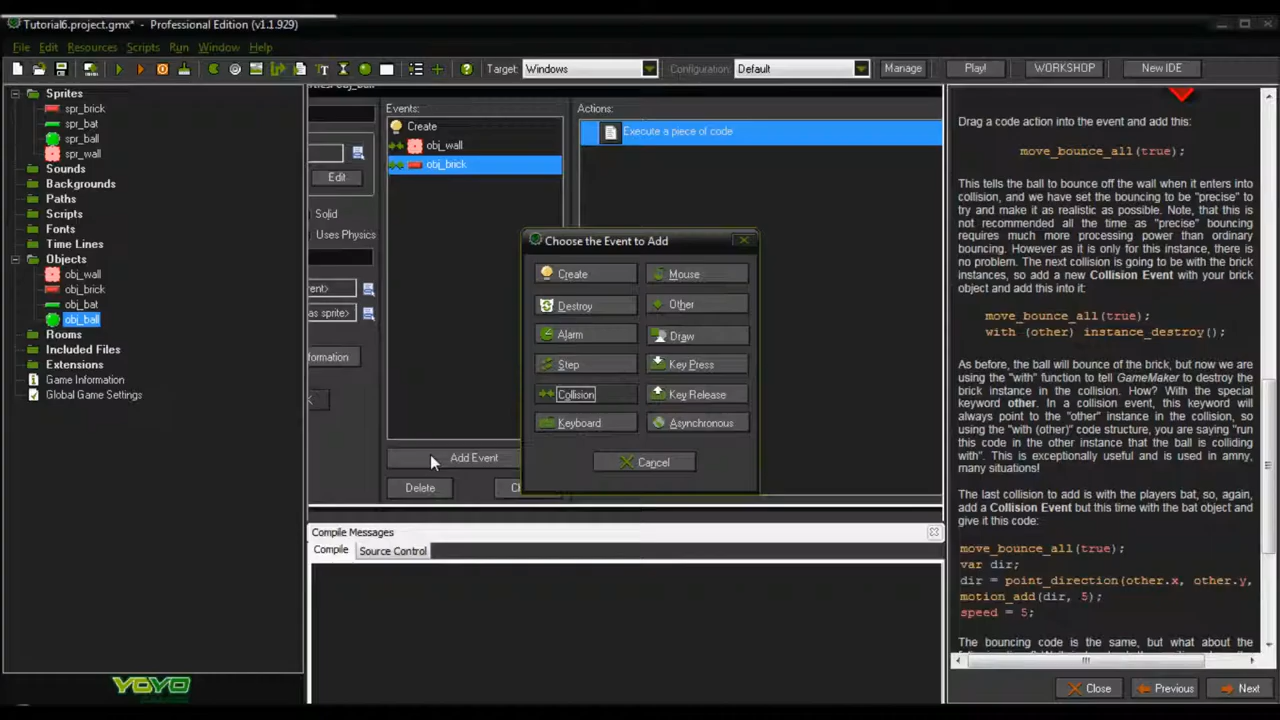 Tutorial6.project.gmx* - Professional Edition (v1.1.929)
File Edit Resources Scripts Run Window Help
Target: Windows Configuration: Default Manage Play! WORKSHOP New IDE
Sprites
spr_brick
spr_bat
spr_ball
spr_wall
Sounds
Backgrounds
Paths
Scripts
Fonts
Time Lines
Objects
obj_wall
obj_brick
obj_bat
obj_ball
Rooms
Included Files
Extensions
Game Information
Global Game Settings
YOYO
Edit
Solid
Uses Physics
Events:
Create
obj_wall
obj_brick
Add Event
Delete
Actions:
Execute a piece of code
Choose the Event to Add
Create Mouse
Destroy Other
Alarm Draw
Step Key Press
Collision Key Release
Keyboard Asynchronous
Cancel
Compile Messages
Compile Source Control
Drag a code action into the event and add this:
move_bounce_all(true);
This tells the ball to bounce off the wall when it enters into
collision, and we have set the bouncing to be "precise" to
try and make it as realistic as possible. Note, that this is
not recommended all the time as "precise" bouncing
requires much more processing power than ordinary
bouncing. However as it is only for this instance, there is
no problem. The next collision is going to be with the brick
instances, so add a new Collision Event with your brick
object and add this into it:
move_bounce_all(true);
with (other) instance_destroy();
As before, the ball will bounce of the brick, but now we are
using the "with" function to tell GameMaker to destroy the
brick instance in the collision. How? With the special
keyword other. In a collision event, this keyword will
always point to the "other" instance in the collision, so
using the "with (other)" code structure, you are saying "run
this code in the other instance that the ball is colliding
with". This is exceptionally useful and is used in amny,
many situations!
The last collision to add is with the players bat, so, again,
add a Collision Event but this time with the bat object and
give it this code:
move_bounce_all(true);
var dir;
dir = point_direction(other.x, other.y,
motion_add(dir, 5);
speed = 5;
The bouncing code is the same, but what about the
Close Previous Next